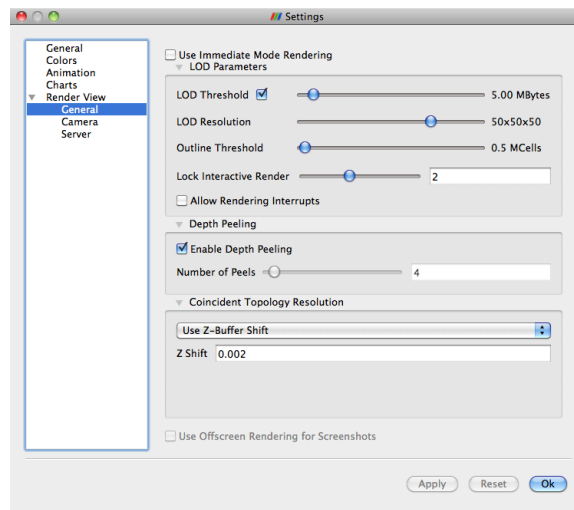 Settings
General
Colors
Animation
Charts
Render View
General
Camera
Server
Use Immediate Mode Rendering
LOD Parameters
LOD Threshold 5.00 MBytes
LOD Resolution 50x50x50
Outline Threshold 0.5 MCells
Lock Interactive Render 2
Allow Rendering Interrupts
Depth Peeling
Enable Depth Peeling
Number of Peels 4
Coincident Topology Resolution
Use Z-Buffer Shift
Z Shift 0.002
Use Offscreen Rendering for Screenshots
Apply Reset Ok